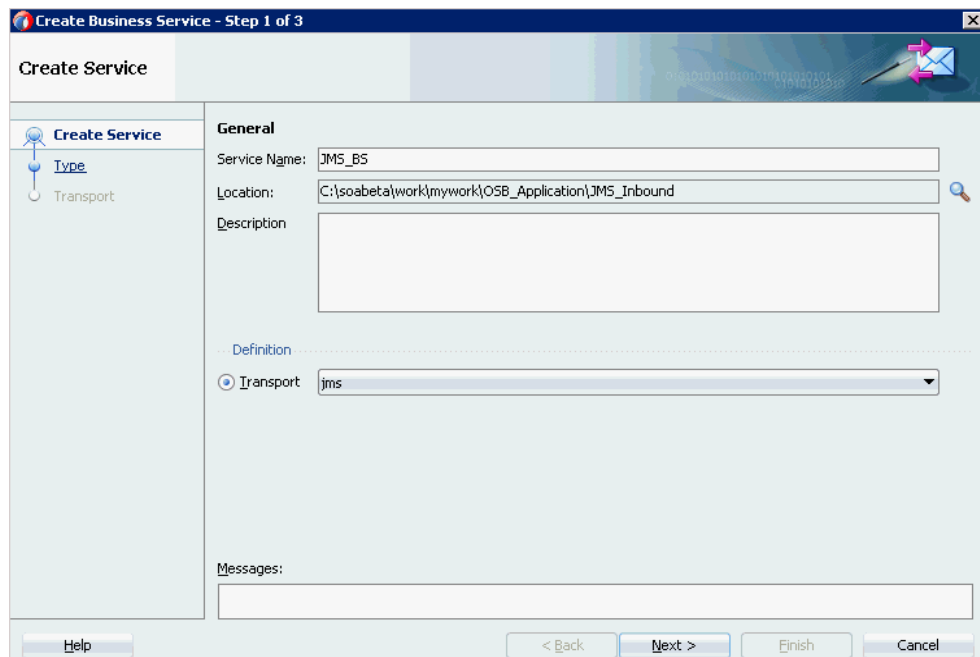 Create Business Service - Step 1 of 3
Create Service
Create Service
Type
Transport
General
Service Name: JMS_BS
Location: C:\soabeta\work\mywork\OSB_Application\JMS_Inbound
Description
Definition
Transport jms
Messages:
Help < Back Next > Finish Cancel